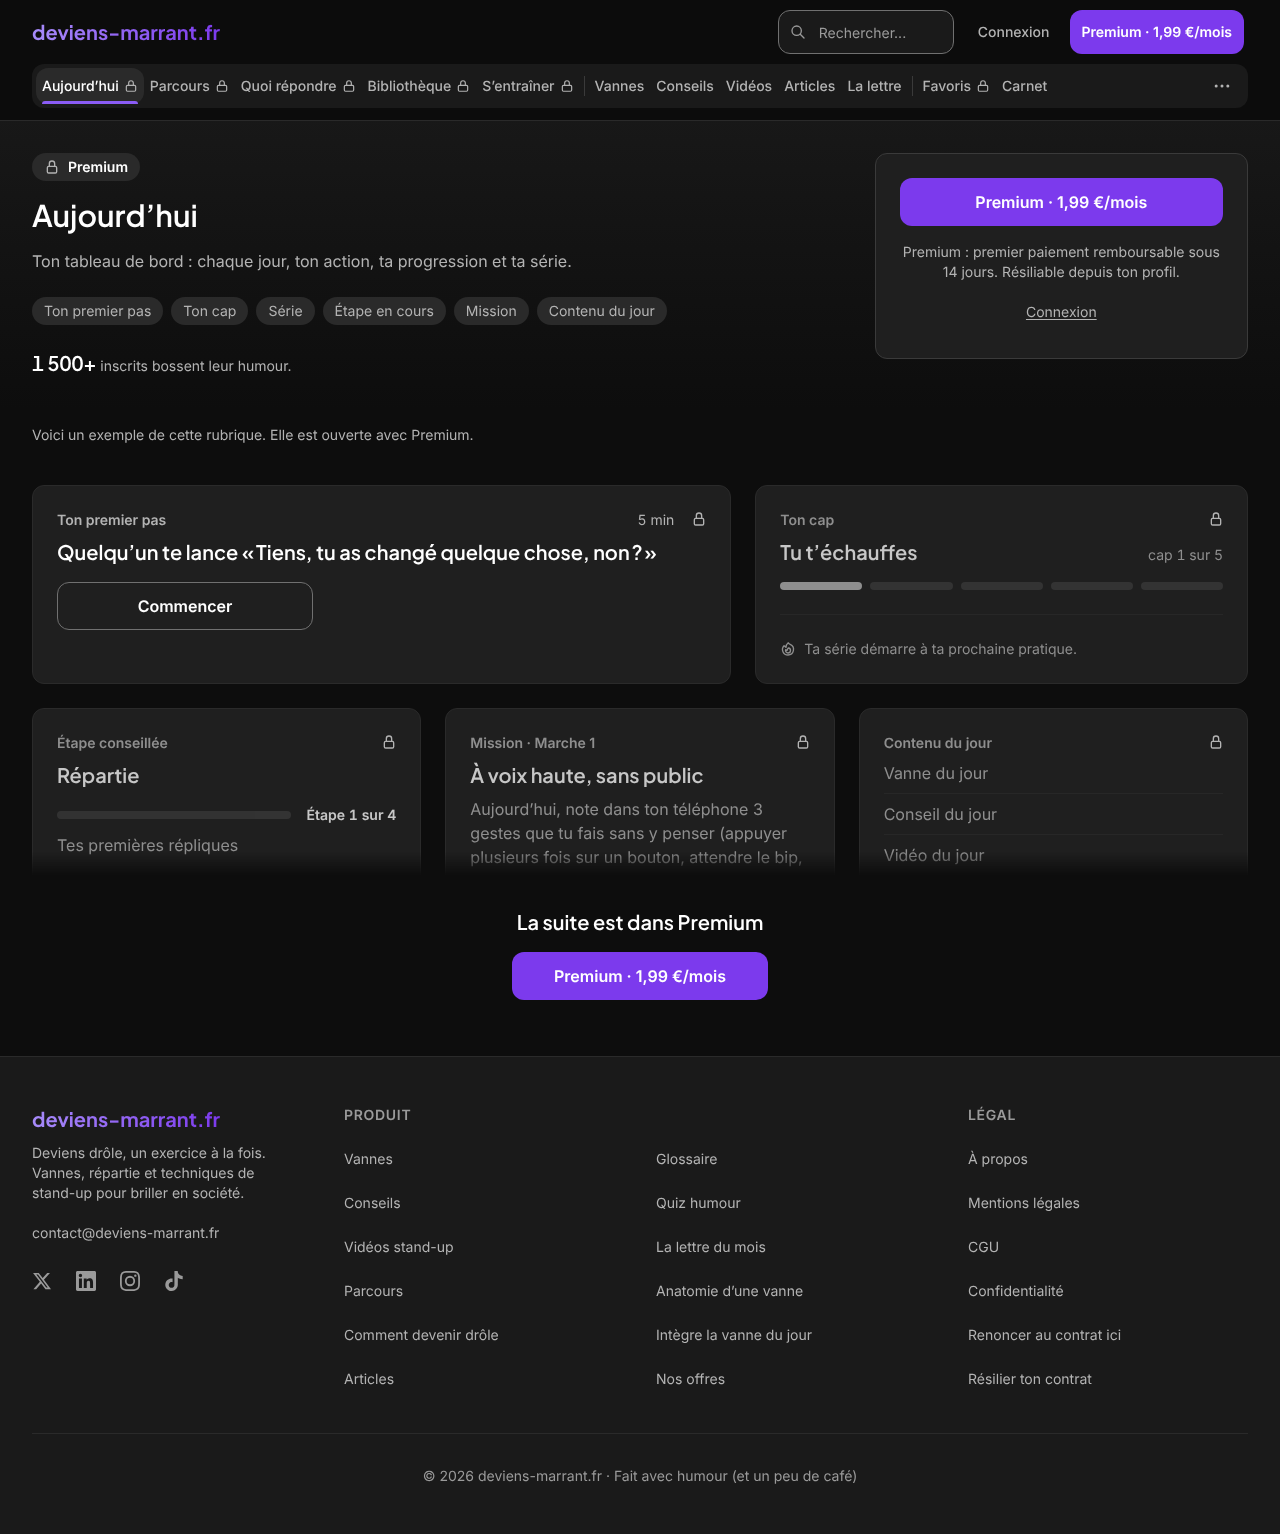 deviens-marrant.fr
Rechercher...
Connexion
Premium · 1,99 €/mois
Aujourd’hui
Parcours
Quoi répondre
Bibliothèque
S’entraîner
Vannes
Conseils
Vidéos
Articles
La lettre
Favoris
Carnet
Premium
Aujourd’hui
Ton tableau de bord : chaque jour, ton action, ta progression et ta série.
Ton premier pas
Ton cap
Série
Étape en cours
Mission
Contenu du jour
1 500+ inscrits bossent leur humour.
Premium · 1,99 €/mois
Premium : premier paiement remboursable sous
14 jours. Résiliable depuis ton profil.
Connexion
Voici un exemple de cette rubrique. Elle est ouverte avec Premium.
Ton premier pas
5 min
Quelqu’un te lance « Tiens, tu as changé quelque chose, non ? »
Commencer
Ton cap
Tu t’échauffes
cap 1 sur 5
Ta série démarre à ta prochaine pratique.
Étape conseillée
Répartie
Étape 1 sur 4
Tes premières répliques
Mission · Marche 1
À voix haute, sans public
Aujourd’hui, note dans ton téléphone 3
gestes que tu fais sans y penser (appuyer
plusieurs fois sur un bouton, attendre le bip,
Contenu du jour
Vanne du jour
Conseil du jour
Vidéo du jour
La suite est dans Premium
Premium · 1,99 €/mois
deviens-marrant.fr
Deviens drôle, un exercice à la fois.
Vannes, répartie et techniques de
stand-up pour briller en société.
contact@deviens-marrant.fr
PRODUIT
Vannes
Conseils
Vidéos stand-up
Parcours
Comment devenir drôle
Articles
Glossaire
Quiz humour
La lettre du mois
Anatomie d’une vanne
Intègre la vanne du jour
Nos offres
LÉGAL
À propos
Mentions légales
CGU
Confidentialité
Renoncer au contrat ici
Résilier ton contrat
© 2026 deviens-marrant.fr · Fait avec humour (et un peu de café)